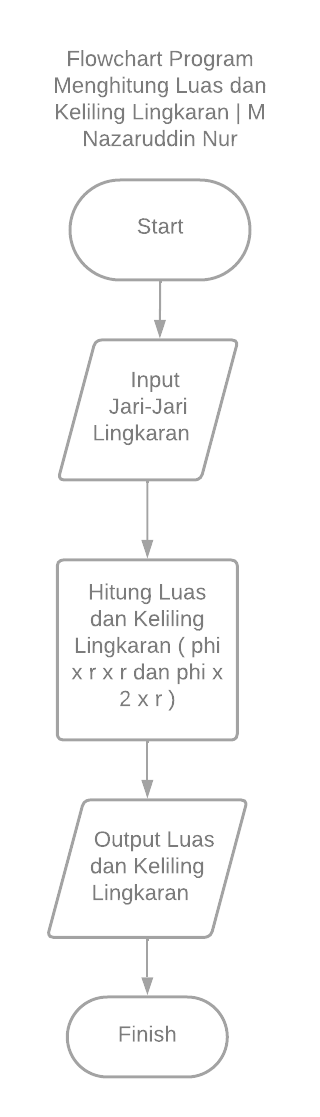 Flowchart Program
Menghitung Luas dan
Keliling Lingkaran | M
Nazaruddin Nur
Start
Input
Jari-Jari
Lingkaran
Hitung Luas
dan Keliling
Lingkaran ( phi
x r x r dan phi x
2 x r )
Output Luas
dan Keliling
Lingkaran
Finish